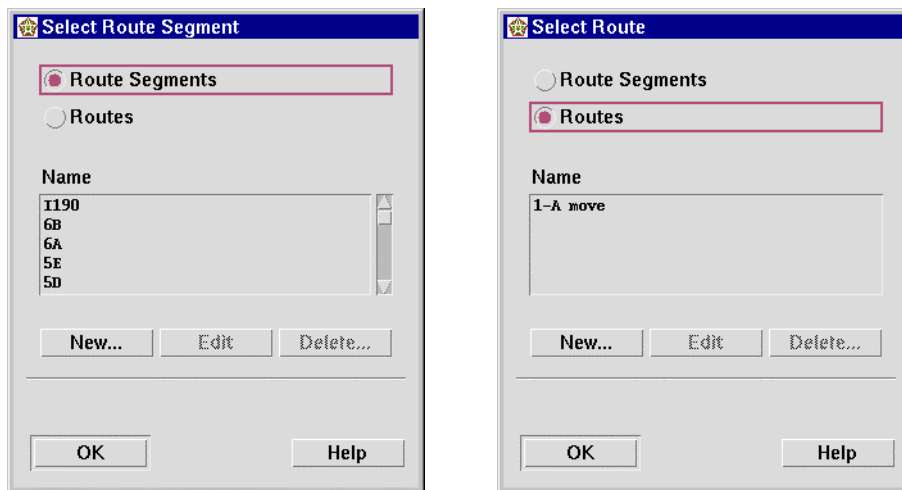 Select Route Segment
Route Segments
Routes
Name
I190
6B
6A
5E
5D
New... Edit Delete...
OK Help
Select Route
Route Segments
Routes
Name
1-A move
New... Edit Delete...
OK Help